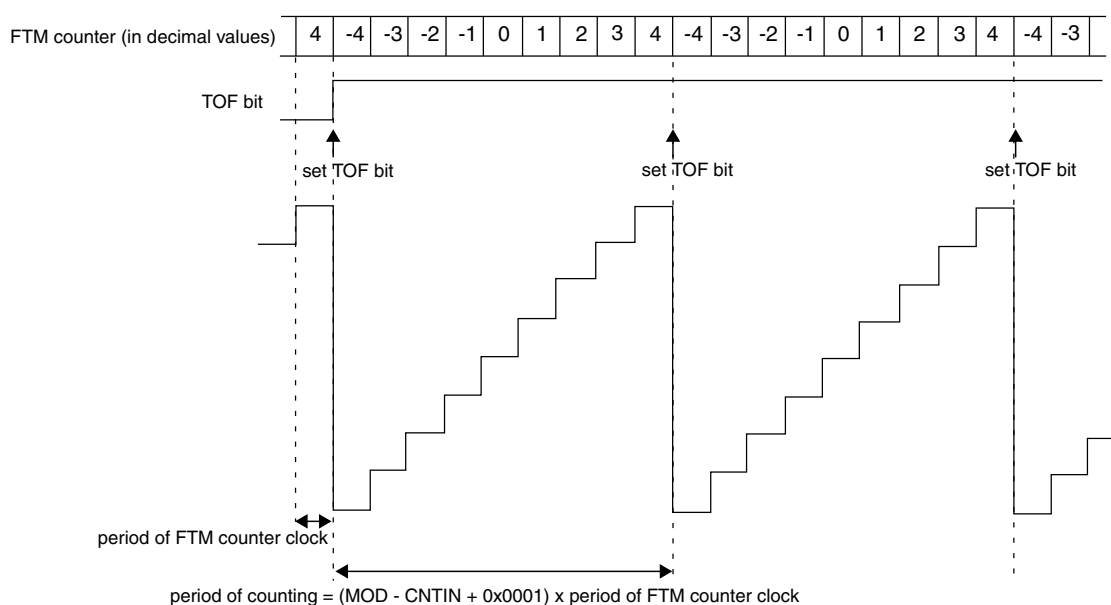 FTM counter (in decimal values) 4 -4 -3 -2 -1 0 1 2 3 4 -4 -3 -2 -1 0 1 2 3 4 -4 -3
TOF bit
set TOF bit set TOF bit set TOF bit
period of FTM counter clock
period of counting = (MOD - CNTIN + 0x0001) x period of FTM counter clock